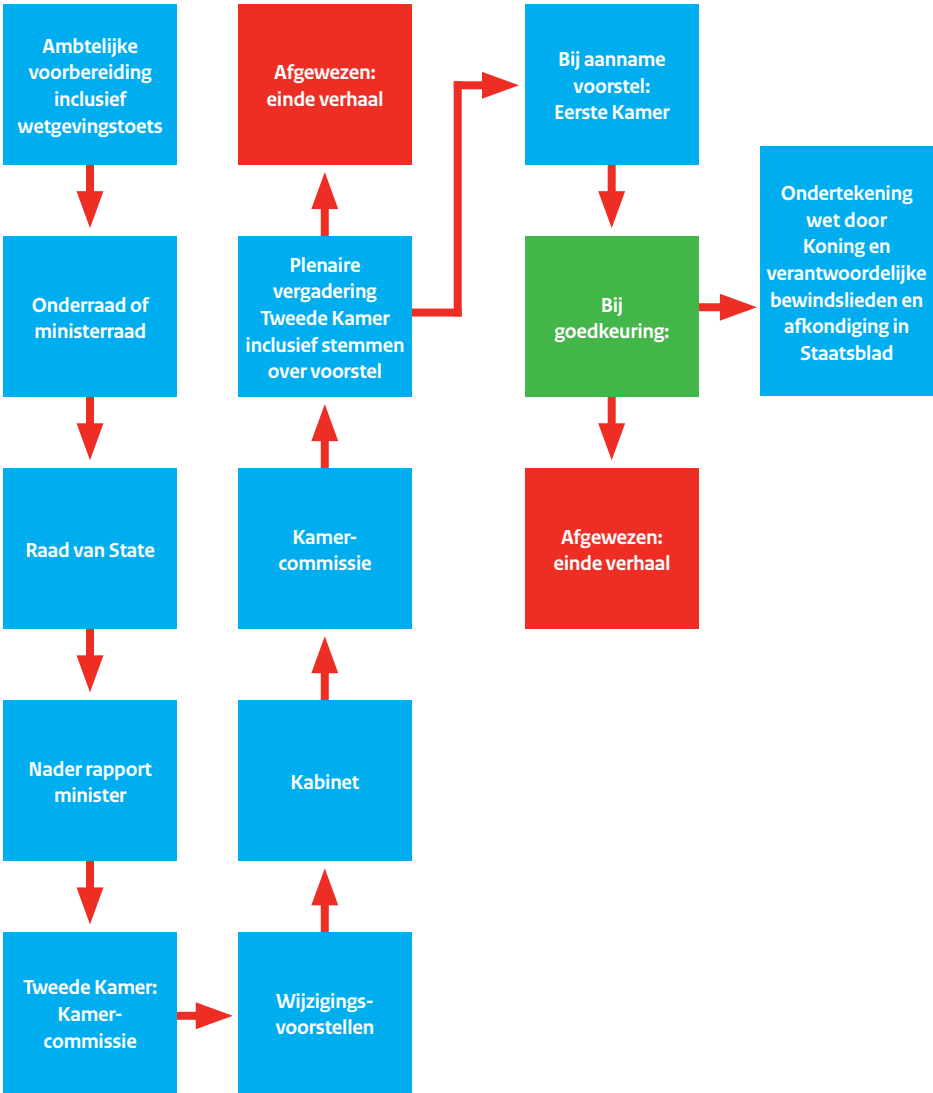 Ambtelijke
voorbereiding
inclusief
wetgevingstoets
Onderraad of
ministerraad
Raad van State
Nader rapport
minister
Tweede Kamer:
Kamer-
commissie
Wijzigings-
voorstellen
Kabinet
Kamer-
commissie
Plenaire
vergadering
Tweede Kamer
inclusief stemmen
over voorstel
Afgewezen:
einde verhaal
Bij aanname
voorstel:
Eerste Kamer
Bij
goedkeuring:
Afgewezen:
einde verhaal
Ondertekening
wet door
Koning en
verantwoordelijke
bewindslieden en
afkondiging in
Staatsblad